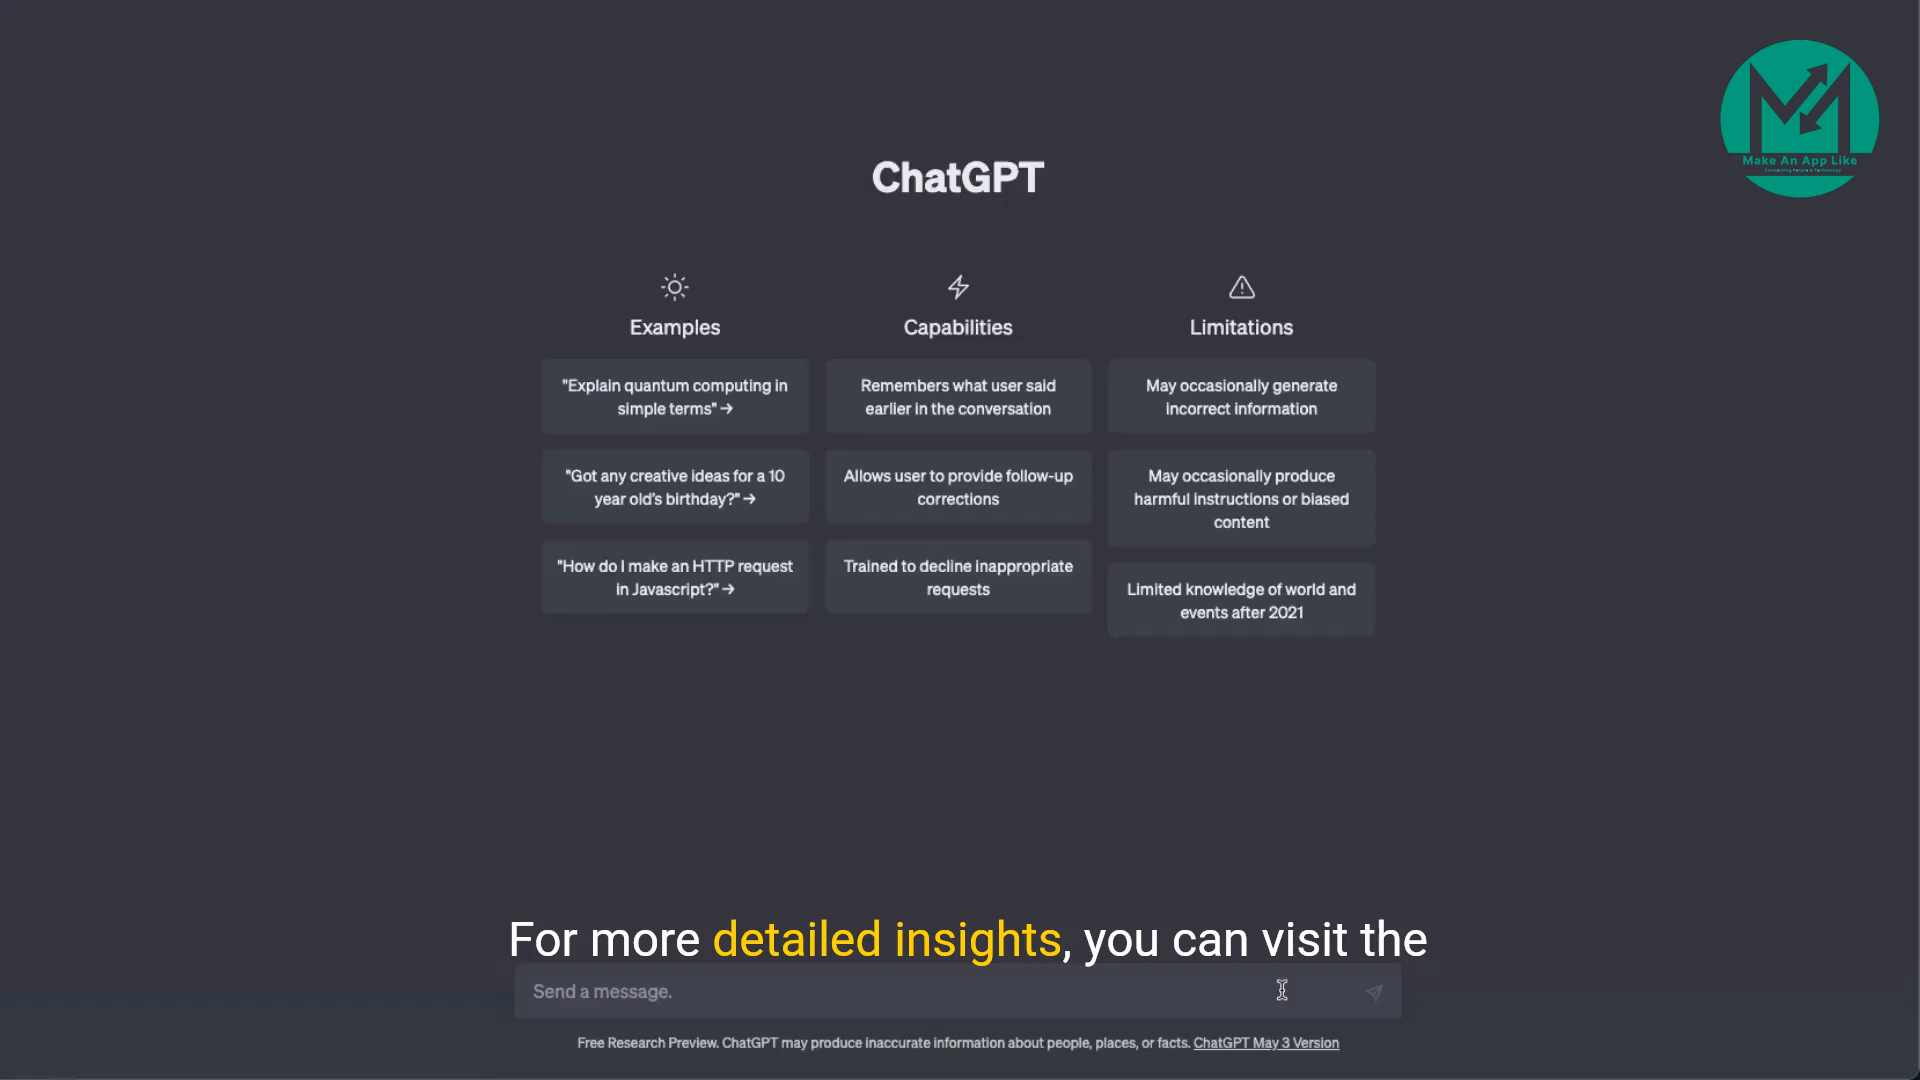 Make An App Like
Connecting People & Technology
ChatGPT
Examples
"Explain quantum computing in
simple terms" →
"Got any creative ideas for a 10
year old's birthday?" →
"How do I make an HTTP request
in Javascript?" →
Capabilities
Remembers what user said
earlier in the conversation
Allows user to provide follow-up
corrections
Trained to decline inappropriate
requests
Limitations
May occasionally generate
incorrect information
May occasionally produce
harmful instructions or biased
content
Limited knowledge of world and
events after 2021
For more detailed insights, you can visit the
Send a message.
Free Research Preview. ChatGPT may produce inaccurate information about people, places, or facts. ChatGPT May 3 Version